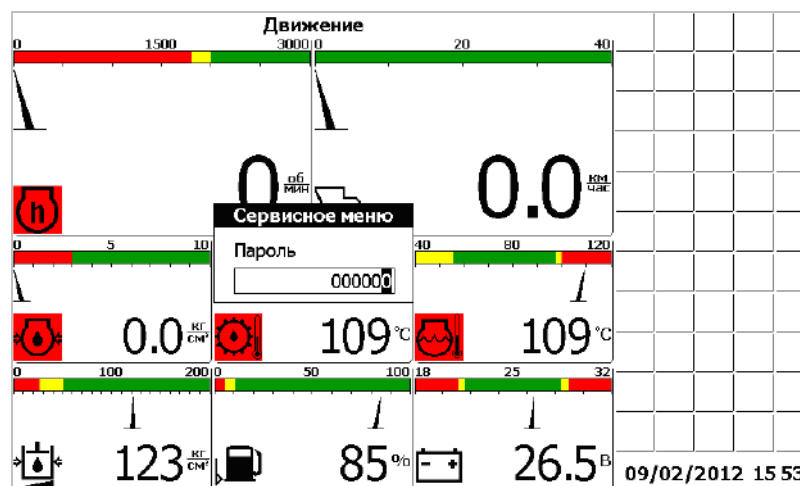 Движение
0 1500 3000 0 20 40
0 об/мин
0.0 км/час
h
Сервисное меню
Пароль
000000
0 5 10
40 80 120
0.0 кг/см²
109 °C
109 °C
0 100 200 0 50 100 18 25 32
123 кг/см²
85 %
26.5 В
09/02/2012 15 53